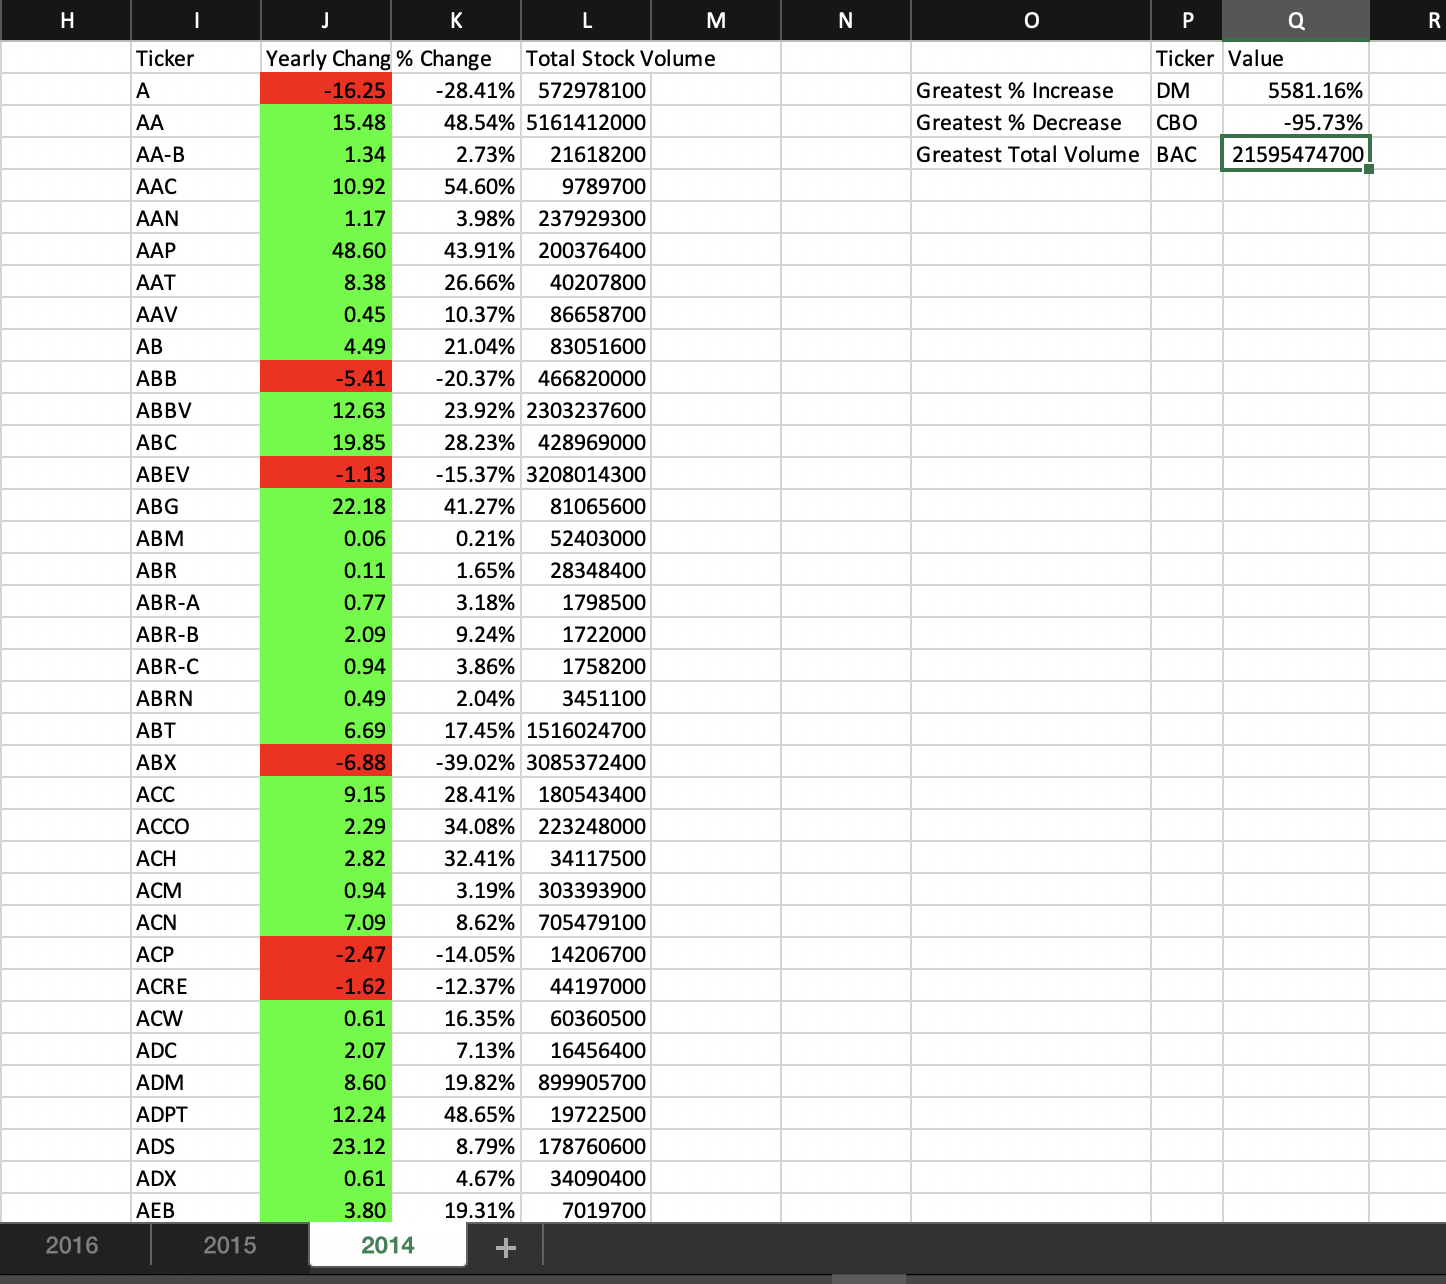 H I J K L M N O P Q R
Ticker Yearly Chang % Change Total Stock Volume Ticker Value
A -16.25 -28.41% 572978100 Greatest % Increase DM 5581.16%
AA 15.48 48.54% 5161412000 Greatest % Decrease CBO -95.73%
AA-B 1.34 2.73% 21618200 Greatest Total Volume BAC 21595474700
AAC 10.92 54.60% 9789700
AAN 1.17 3.98% 237929300
AAP 48.60 43.91% 200376400
AAT 8.38 26.66% 40207800
AAV 0.45 10.37% 86658700
AB 4.49 21.04% 83051600
ABB -5.41 -20.37% 466820000
ABBV 12.63 23.92% 2303237600
ABC 19.85 28.23% 428969000
ABEV -1.13 -15.37% 3208014300
ABG 22.18 41.27% 81065600
ABM 0.06 0.21% 52403000
ABR 0.11 1.65% 28348400
ABR-A 0.77 3.18% 1798500
ABR-B 2.09 9.24% 1722000
ABR-C 0.94 3.86% 1758200
ABRN 0.49 2.04% 3451100
ABT 6.69 17.45% 1516024700
ABX -6.88 -39.02% 3085372400
ACC 9.15 28.41% 180543400
ACCO 2.29 34.08% 223248000
ACH 2.82 32.41% 34117500
ACM 0.94 3.19% 303393900
ACN 7.09 8.62% 705479100
ACP -2.47 -14.05% 14206700
ACRE -1.62 -12.37% 44197000
ACW 0.61 16.35% 60360500
ADC 2.07 7.13% 16456400
ADM 8.60 19.82% 899905700
ADPT 12.24 48.65% 19722500
ADS 23.12 8.79% 178760600
ADX 0.61 4.67% 34090400
AEB 3.80 19.31% 7019700
2016 2015 2014 +